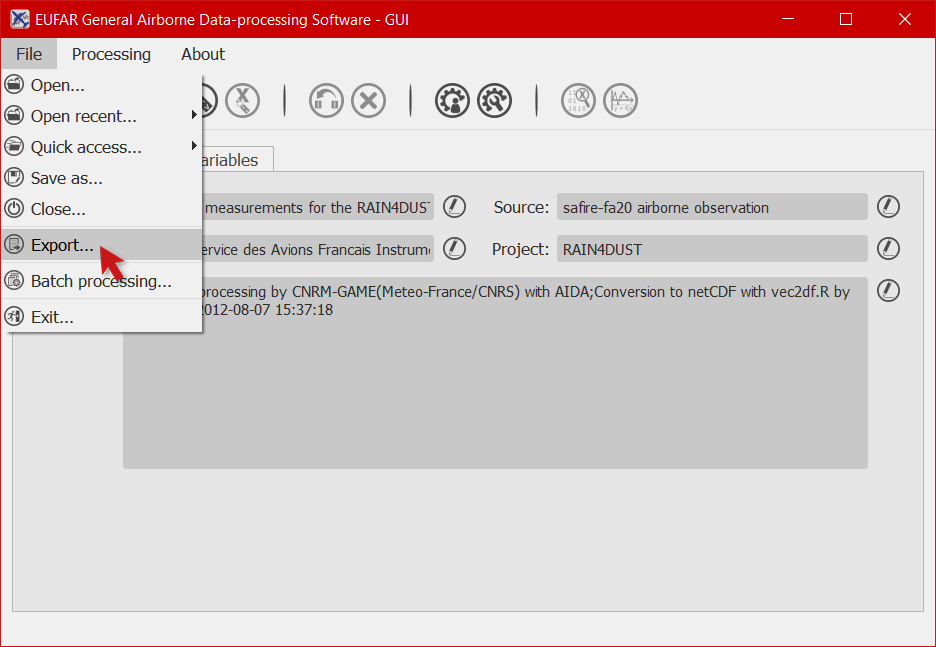 EUFAR General Airborne Data-processing Software - GUI
File Processing About
Open...
Open recent...
Quick access...
Save as...
Close...
Export...
Batch processing...
Exit...
ariables
measurements for the RAIN4DUST
Source: safire-fa20 airborne observation
ervice des Avions Francais Instrum
Project: RAIN4DUST
processing by CNRM-GAME(Meteo-France/CNRS) with AIDA;Conversion to netCDF with vec2df.R by
2012-08-07 15:37:18